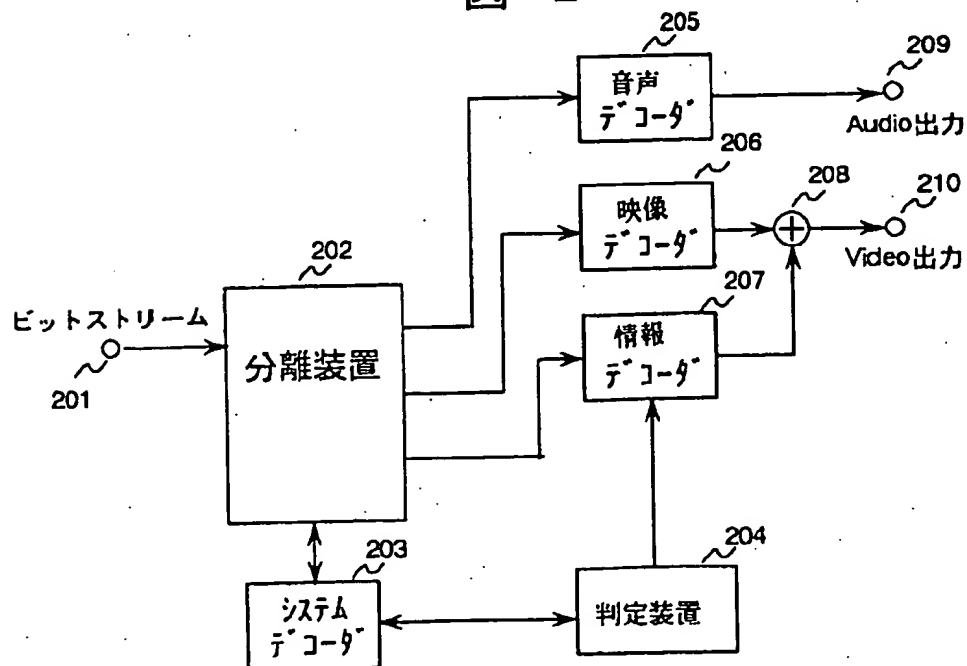 図
205
音声
デコーダ
209
Audio出力
206
映像
デコーダ
208
210
Video出力
202
ビットストリーム
201
分離装置
207
情報
デコーダ
203
システム
デコーダ
204
判定装置